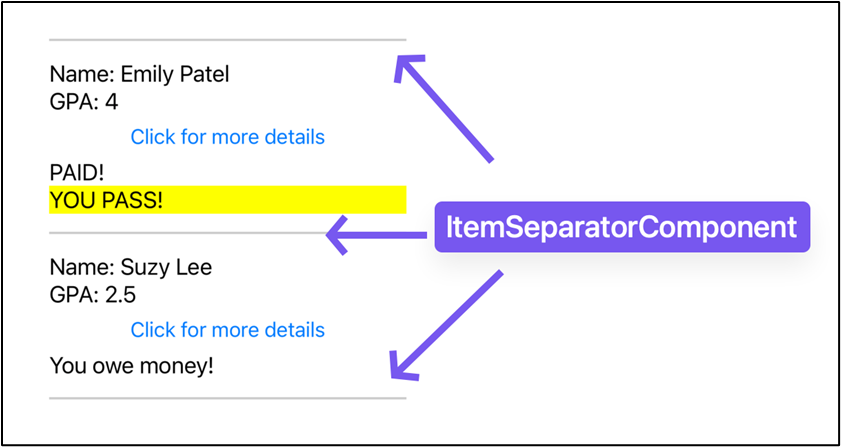 Name: Emily Patel
GPA: 4
Click for more details
PAID!
YOU PASS!
ItemSeparatorComponent
Name: Suzy Lee
GPA: 2.5
Click for more details
You owe money!